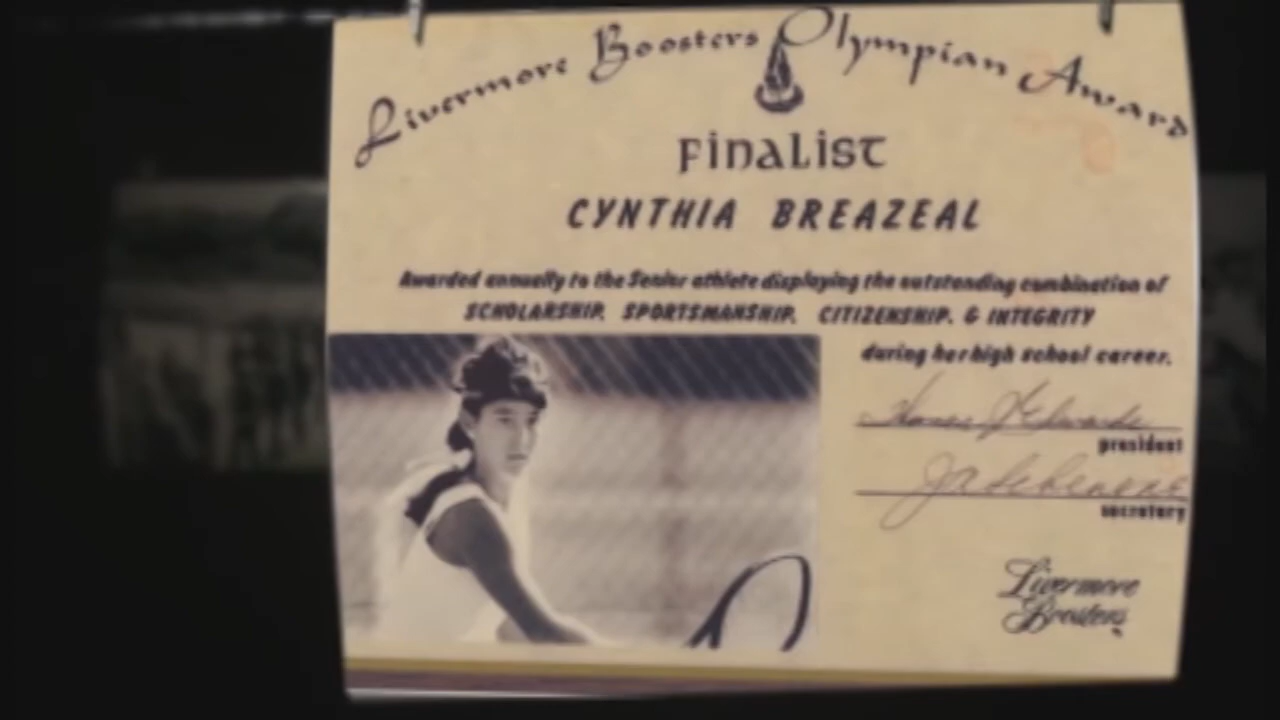 Livermore Boosters Olympian Award
Finalist
CYNTHIA BREAZEAL
Awarded annually to the Senior athlete displaying the outstanding combination of
SCHOLARSHIP, SPORTSMANSHIP, CITIZENSHIP, & INTEGRITY
during her high school career.
president
secretary
Livermore
Boosters